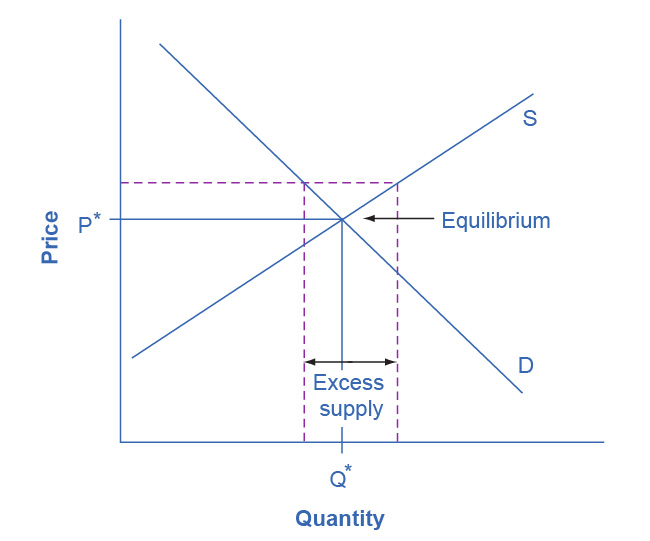 S
Price
P*
Equilibrium
D
Excess
supply
Q*
Quantity